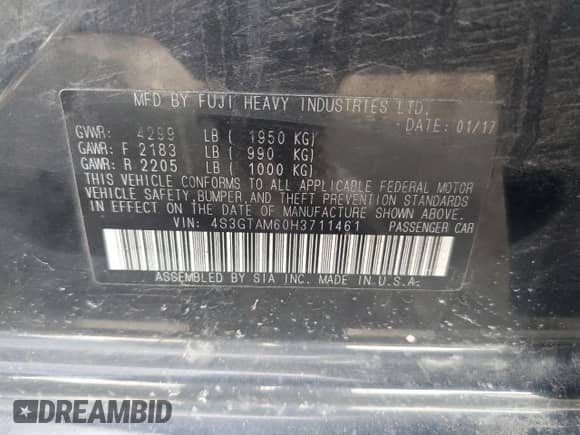 MFD BY FUJI HEAVY INDUSTRIES LTD.
DATE: 01/17
GVWR: 4299 LB ( 1950 KG)
GAWR: F 2183 LB ( 990 KG)
GAWR: R 2205 LB ( 1000 KG)
THIS VEHICLE CONFORMS TO ALL APPLICABLE FEDERAL MOTOR
VEHICLE SAFETY, BUMPER, AND THEFT PREVENTION STANDARDS
IN EFFECT ON THE DATE OF MANUFACTURE SHOWN ABOVE.
VIN: 4S3GTAM60H3711461 PASSENGER CAR
ASSEMBLED BY SIA INC. MADE IN U.S.A.
DREAMBID